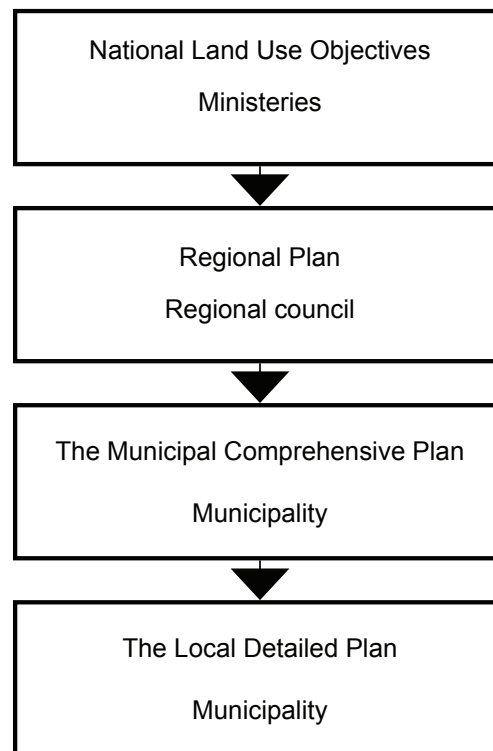 National Land Use Objectives
Ministeries
Regional Plan
Regional council
The Municipal Comprehensive Plan
Municipality
The Local Detailed Plan
Municipality